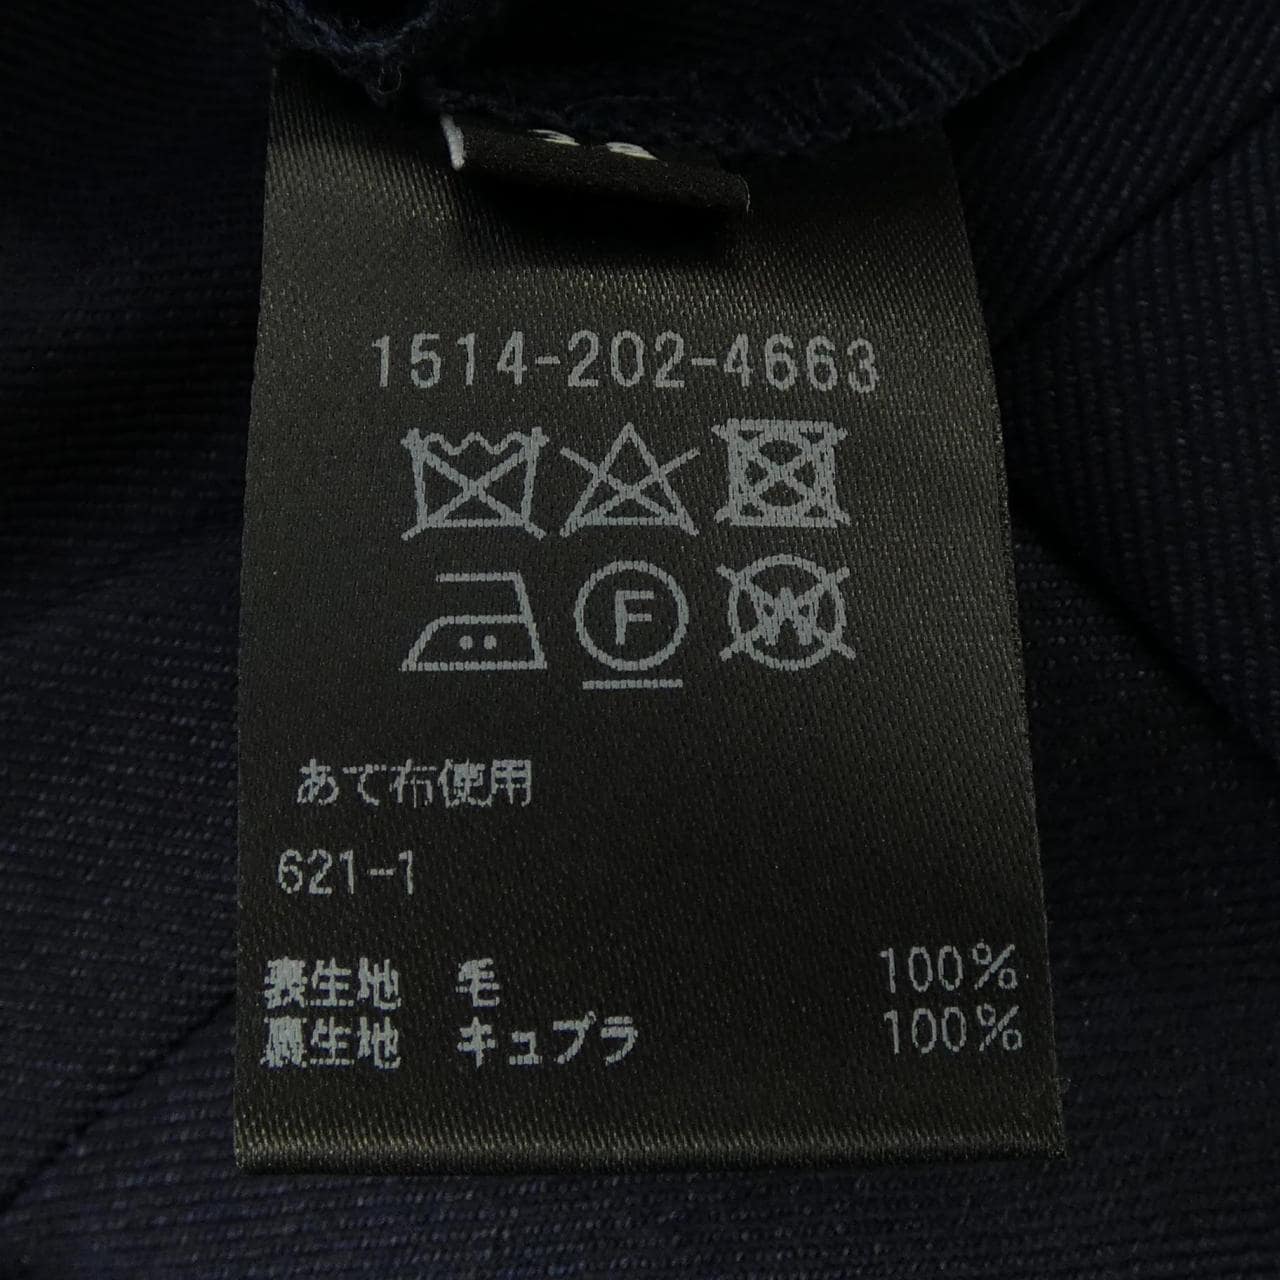 1514-202-4663
F
W
あて布使用
621-1
表生地 毛 100%
裏生地 キュプラ 100%